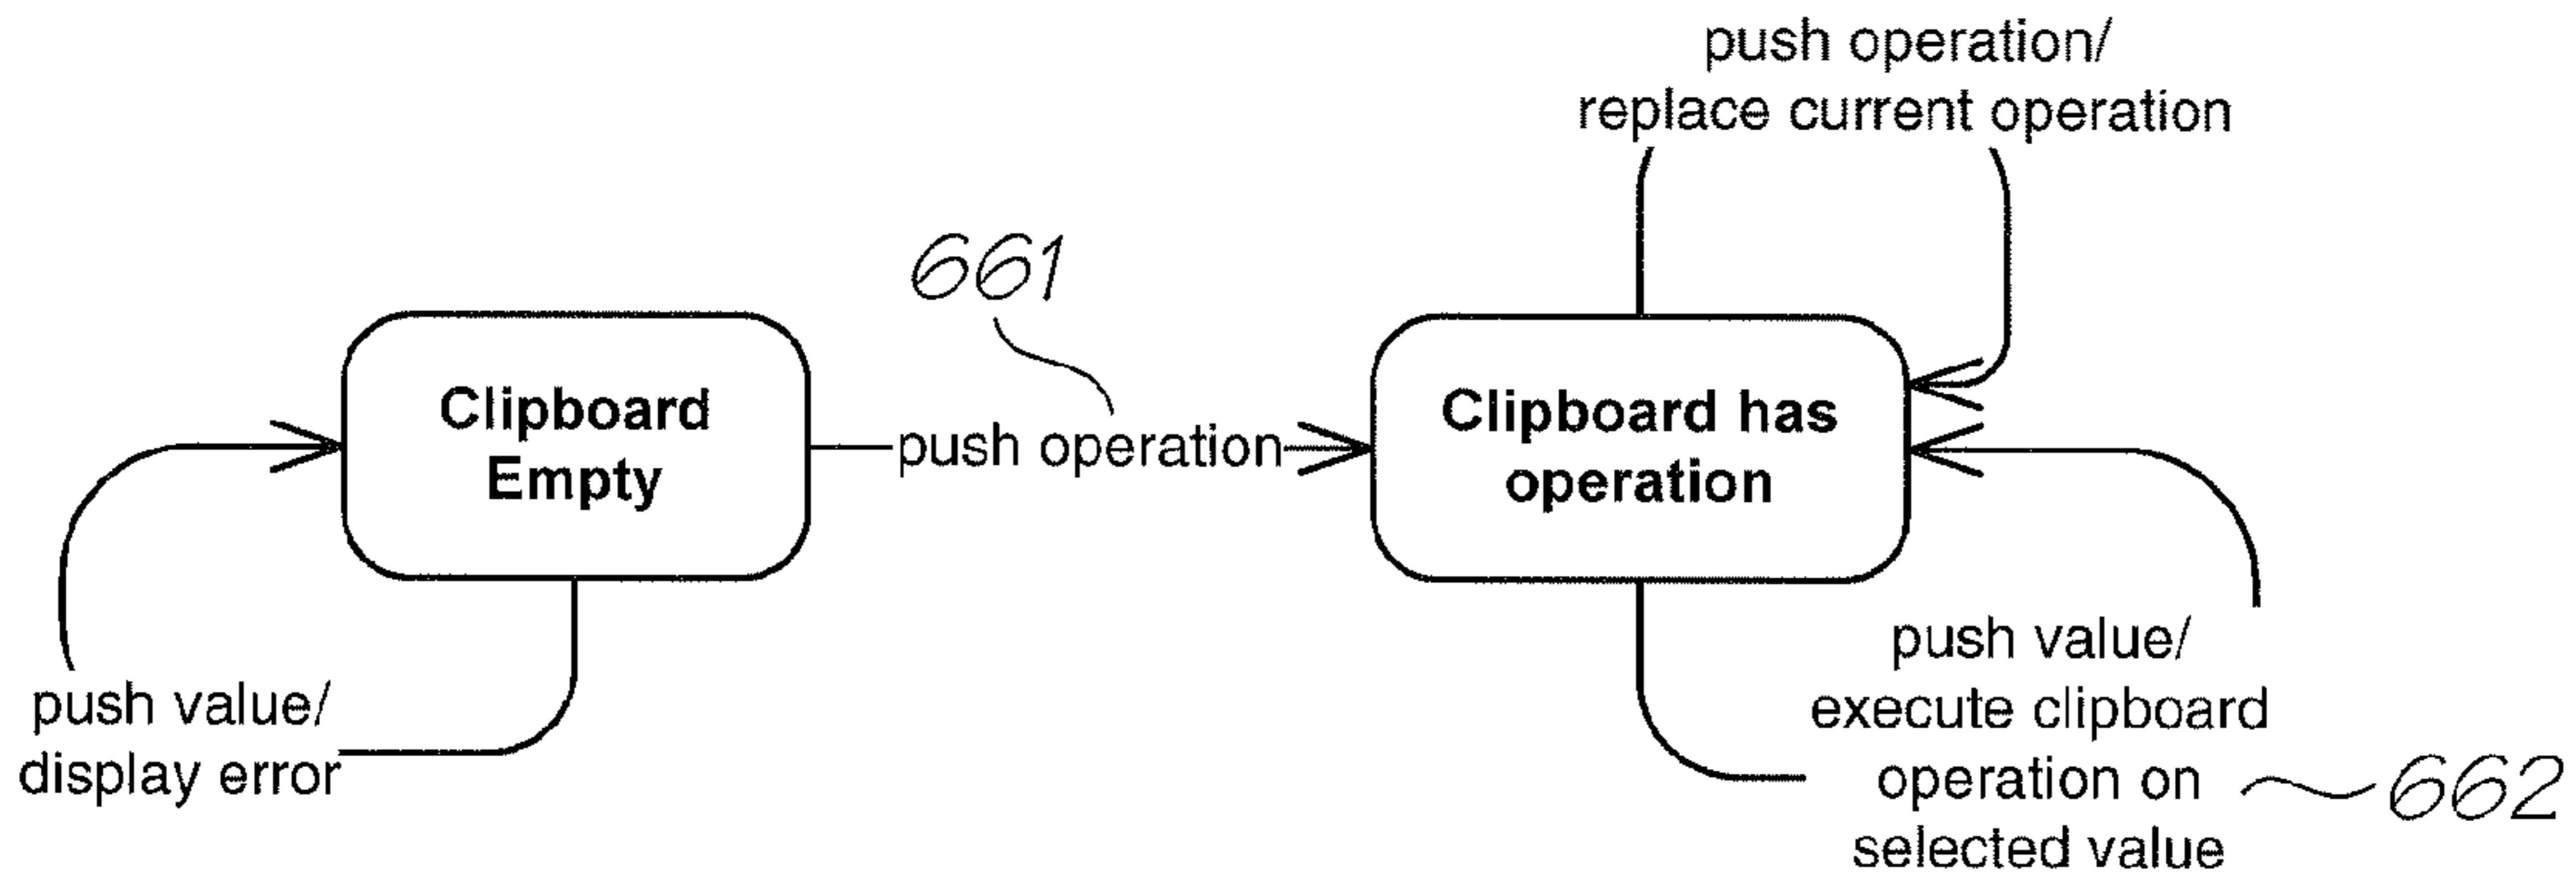 push operation/
replace current operation
661
Clipboard
Empty
push operation
Clipboard has
operation
push value/
display error
push value/
execute clipboard
operation on
selected value
662